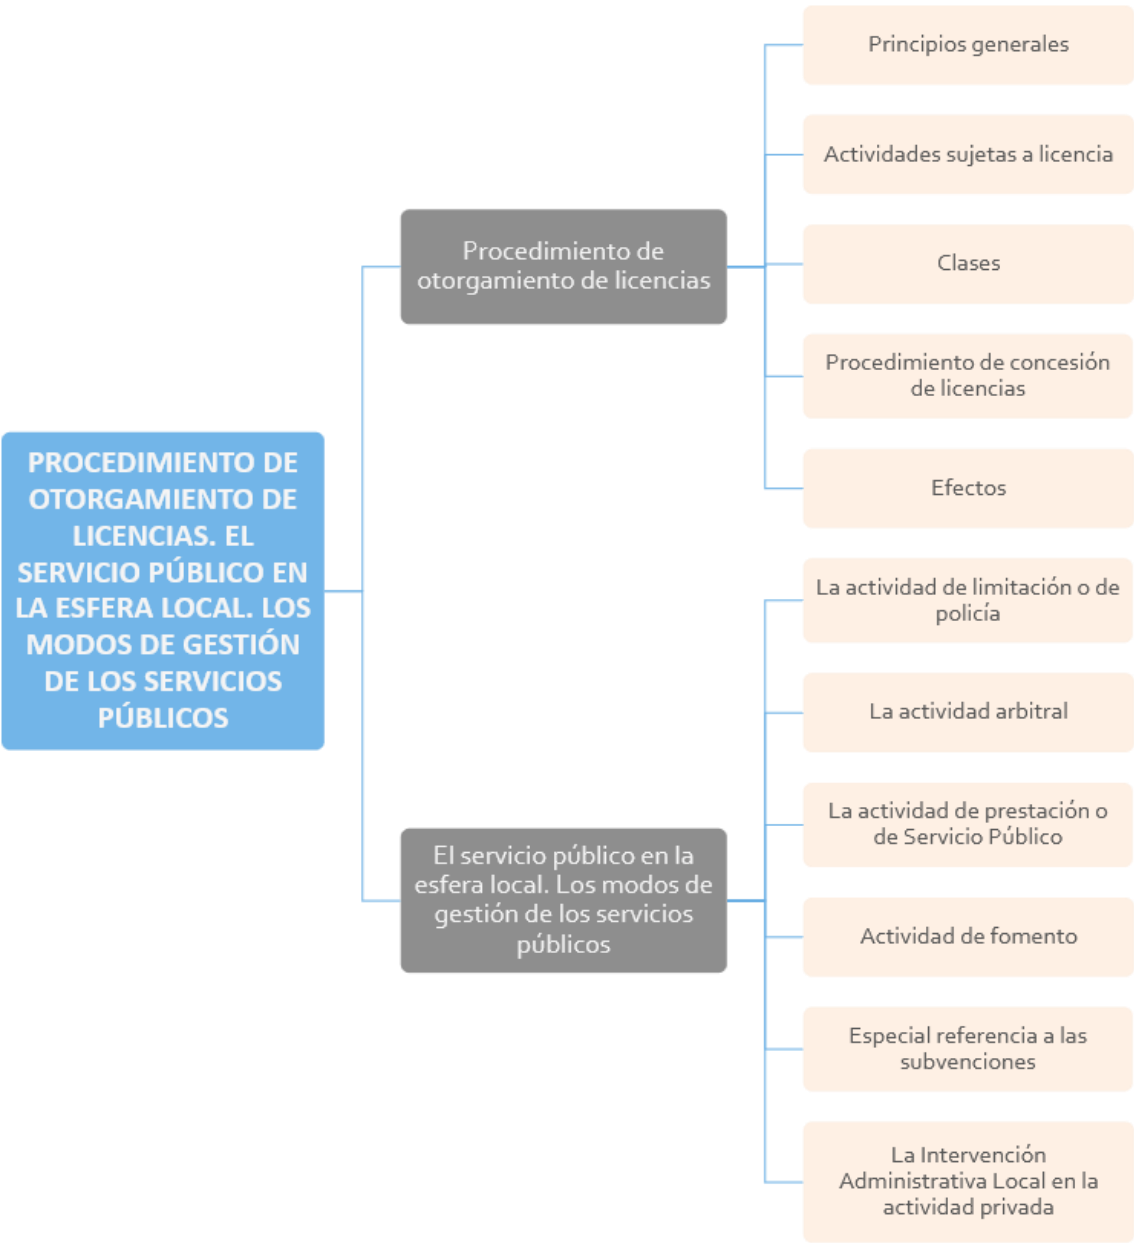 PROCEDIMIENTO DE
OTORGAMIENTO DE
LICENCIAS. EL
SERVICIO PÚBLICO EN
LA ESFERA LOCAL. LOS
MODOS DE GESTIÓN
DE LOS SERVICIOS
PÚBLICOS
Procedimiento de
otorgamiento de licencias
Principios generales
Actividades sujetas a licencia
Clases
Procedimiento de concesión
de licencias
Efectos
El servicio público en la
esfera local. Los modos de
gestión de los servicios
públicos
La actividad de limitación o de
policía
La actividad arbitral
La actividad de prestación o
de Servicio Público
Actividad de fomento
Especial referencia a las
subvenciones
La Intervención
Administrativa Local en la
actividad privada